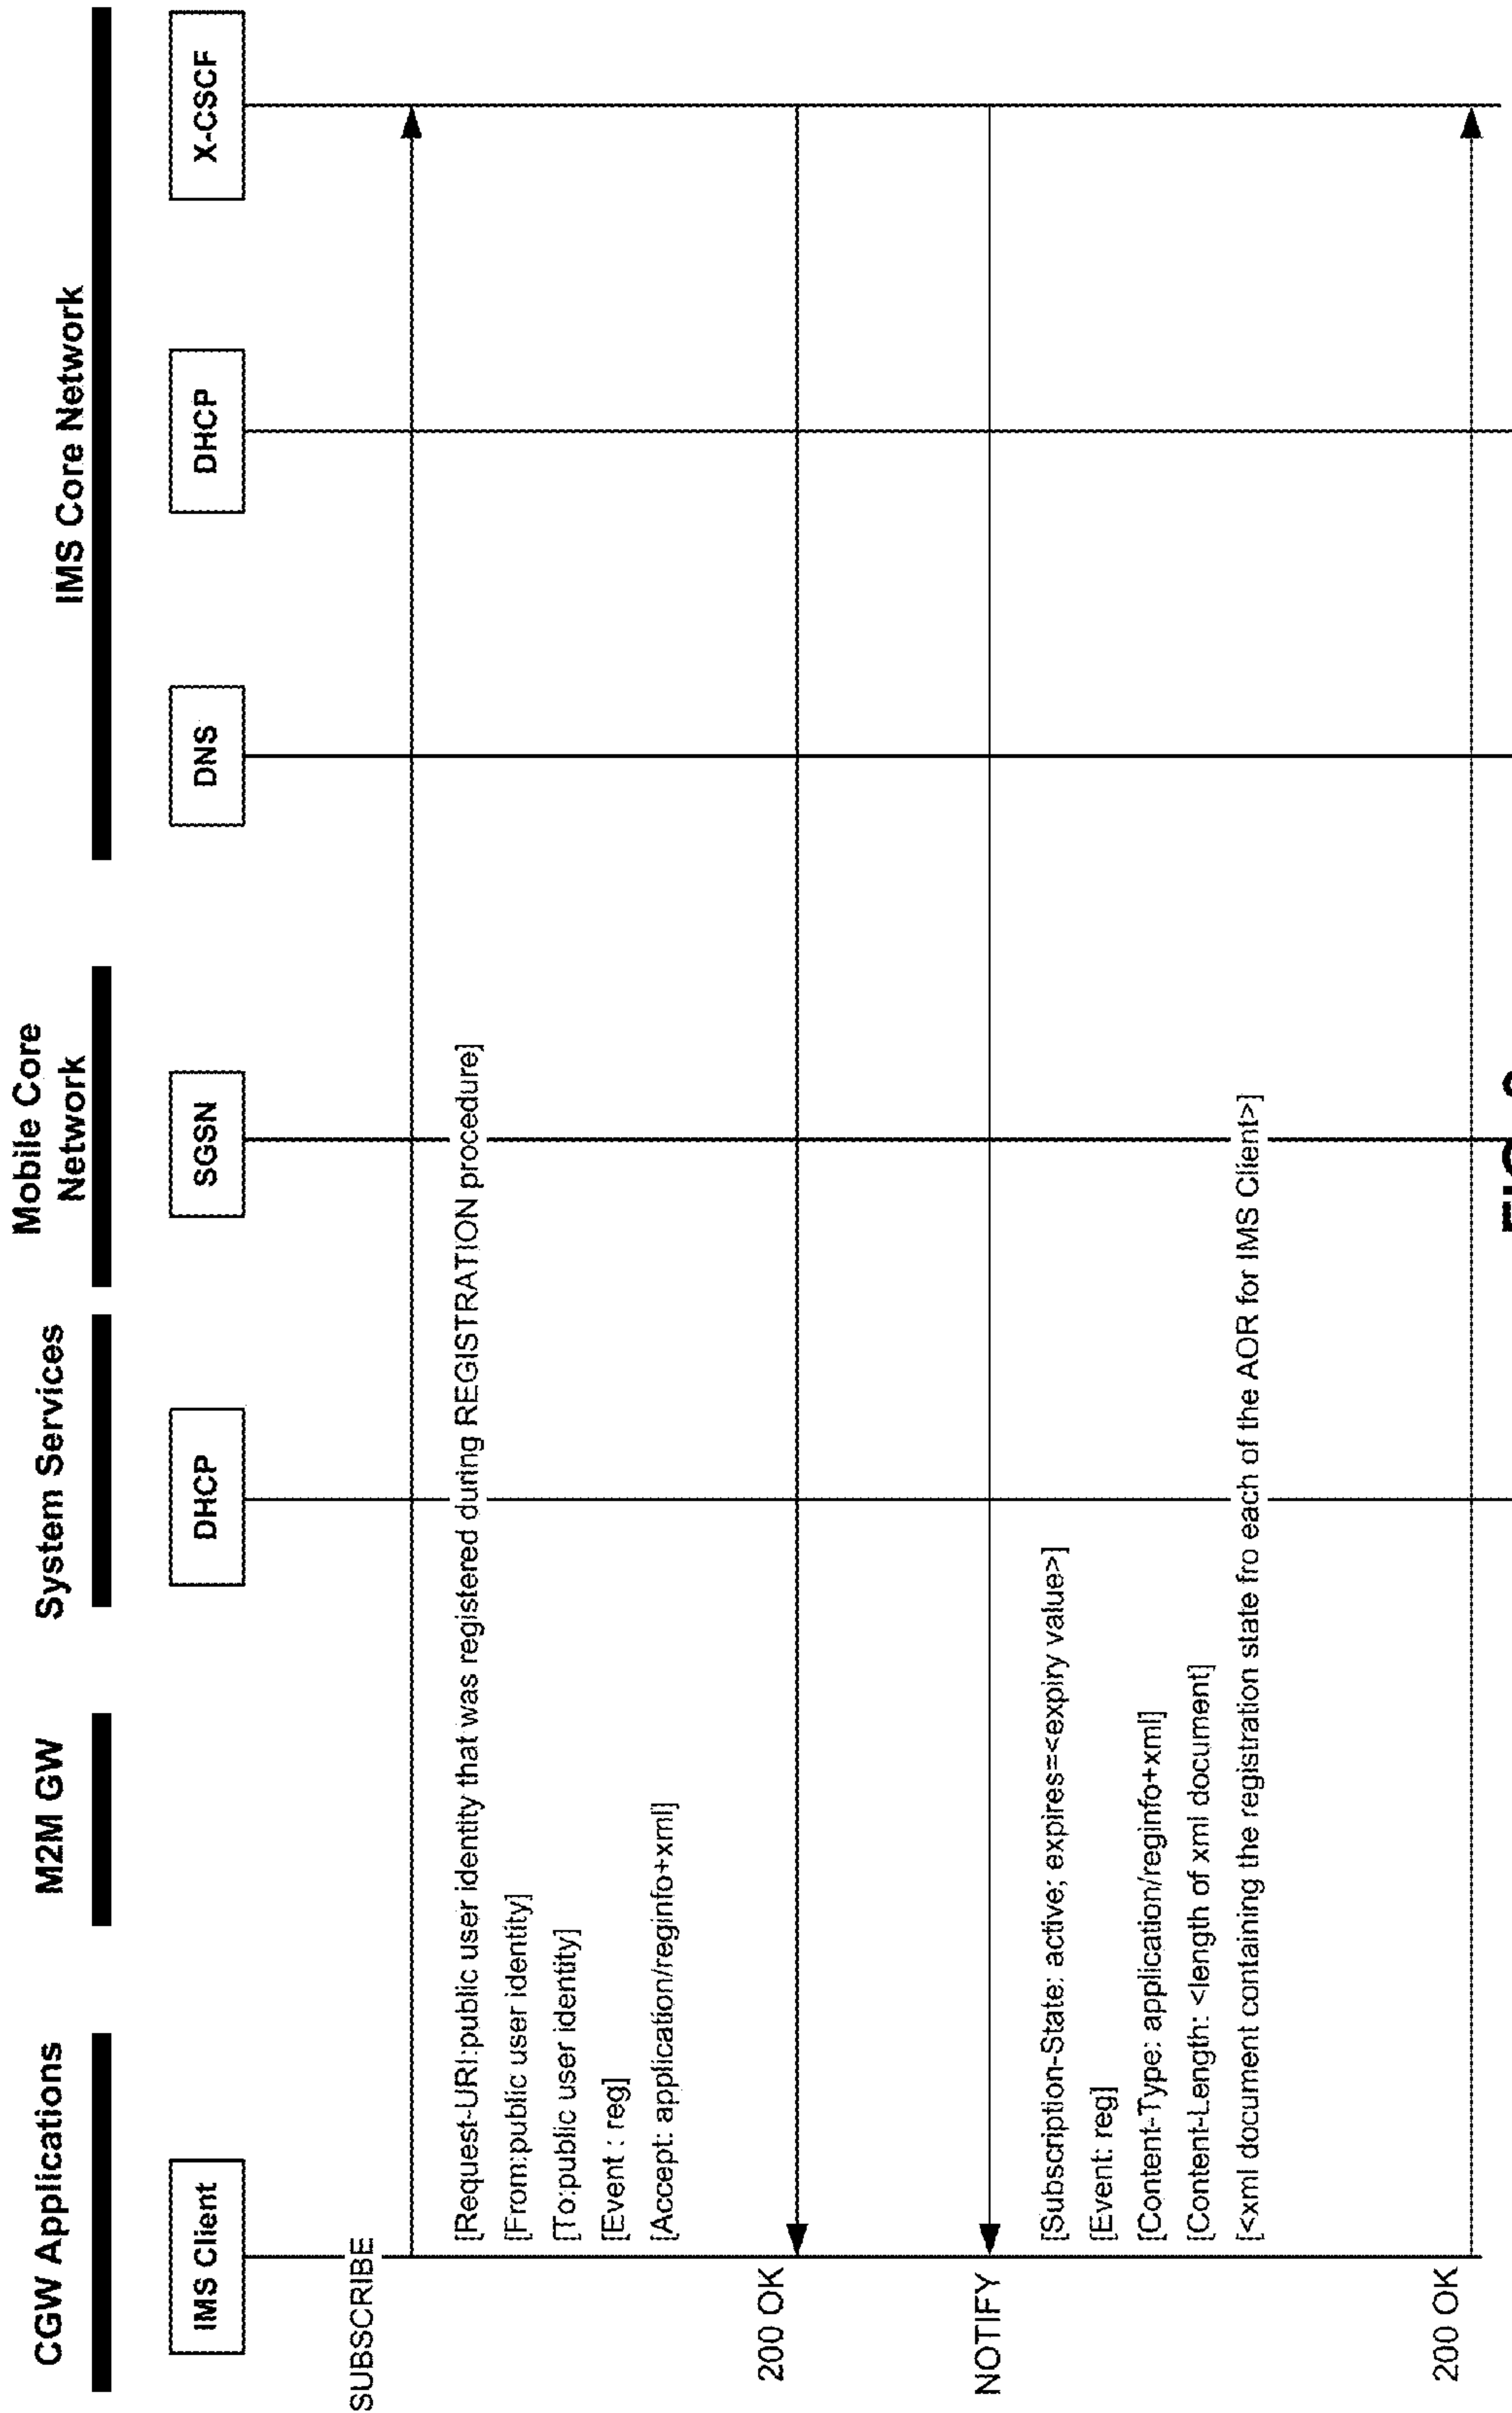 CGW Applications
M2M GW
System Services
Mobile Core
Network
IMS Core Network
IMS Client
DHCP
SGSN
DNS
DHCP
X-CSCF
SUBSCRIBE
[Request-URI:public user identity that was registered during REGISTRATION procedure]
[From:public user identity]
[To:public user identity]
[Event : reg]
[Accept: application/reginfo+xml]
200 OK
NOTIFY
[Subscription-State: active; expires=<expiry value>]
[Event: reg]
[Content-Type: application/reginfo+xml]
[Content-Length: <length of xml document]
[<xml document containing the registration state fro each of the AOR for IMS Client>]
200 OK